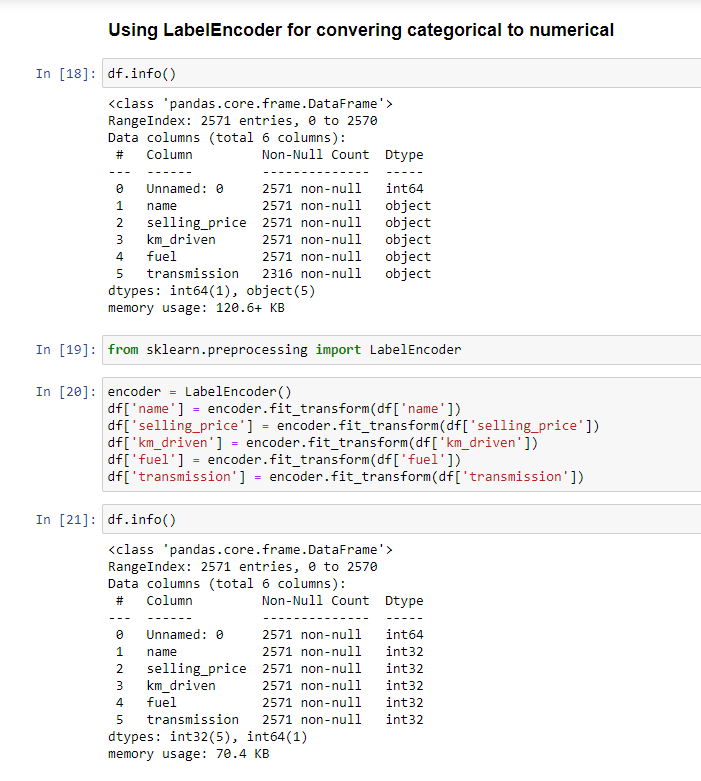 Using LabelEncoder for convering categorical to numerical
In [18]: df.info()
<class 'pandas.core.frame.DataFrame'>
RangeIndex: 2571 entries, 0 to 2570
Data columns (total 6 columns):
 #   Column         Non-Null Count  Dtype
---  ------         --------------  -----
 0   Unnamed: 0     2571 non-null   int64
 1   name           2571 non-null   object
 2   selling_price  2571 non-null   object
 3   km_driven      2571 non-null   object
 4   fuel           2571 non-null   object
 5   transmission   2316 non-null   object
dtypes: int64(1), object(5)
memory usage: 120.6+ KB
In [19]: from sklearn.preprocessing import LabelEncoder
In [20]: encoder = LabelEncoder()
df['name'] = encoder.fit_transform(df['name'])
df['selling_price'] = encoder.fit_transform(df['selling_price'])
df['km_driven'] = encoder.fit_transform(df['km_driven'])
df['fuel'] = encoder.fit_transform(df['fuel'])
df['transmission'] = encoder.fit_transform(df['transmission'])
In [21]: df.info()
<class 'pandas.core.frame.DataFrame'>
RangeIndex: 2571 entries, 0 to 2570
Data columns (total 6 columns):
 #   Column         Non-Null Count  Dtype
---  ------         --------------  -----
 0   Unnamed: 0     2571 non-null   int64
 1   name           2571 non-null   int32
 2   selling_price  2571 non-null   int32
 3   km_driven      2571 non-null   int32
 4   fuel           2571 non-null   int32
 5   transmission   2571 non-null   int32
dtypes: int32(5), int64(1)
memory usage: 70.4 KB